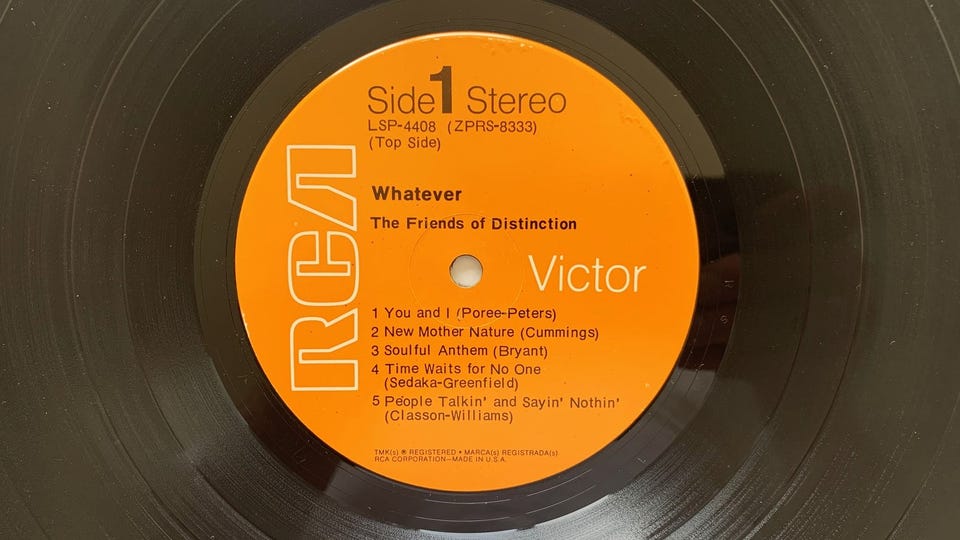 Side 1 Stereo
LSP-4408 (ZPRS-8333)
(Top Side)
RCA
Whatever
The Friends of Distinction
Victor
1 You and I (Poree-Peters)
2 New Mother Nature (Cummings)
3 Soulful Anthem (Bryant)
4 Time Waits for No One
(Sedaka-Greenfield)
5 People Talkin' and Sayin' Nothin'
(Classon-Williams)
TMK(s) ® REGISTERED • MARCA(s) REGISTRADA(s)
RCA CORPORATION—MADE IN U.S.A.